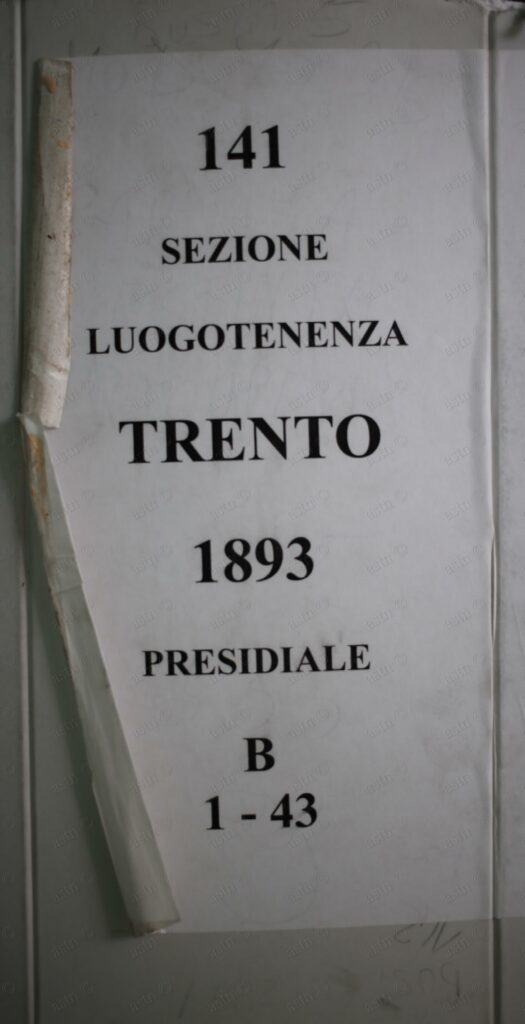 141
SEZIONE
LUOGOTENENZA
TRENTO
1893
PRESIDIALE
B
1 - 43